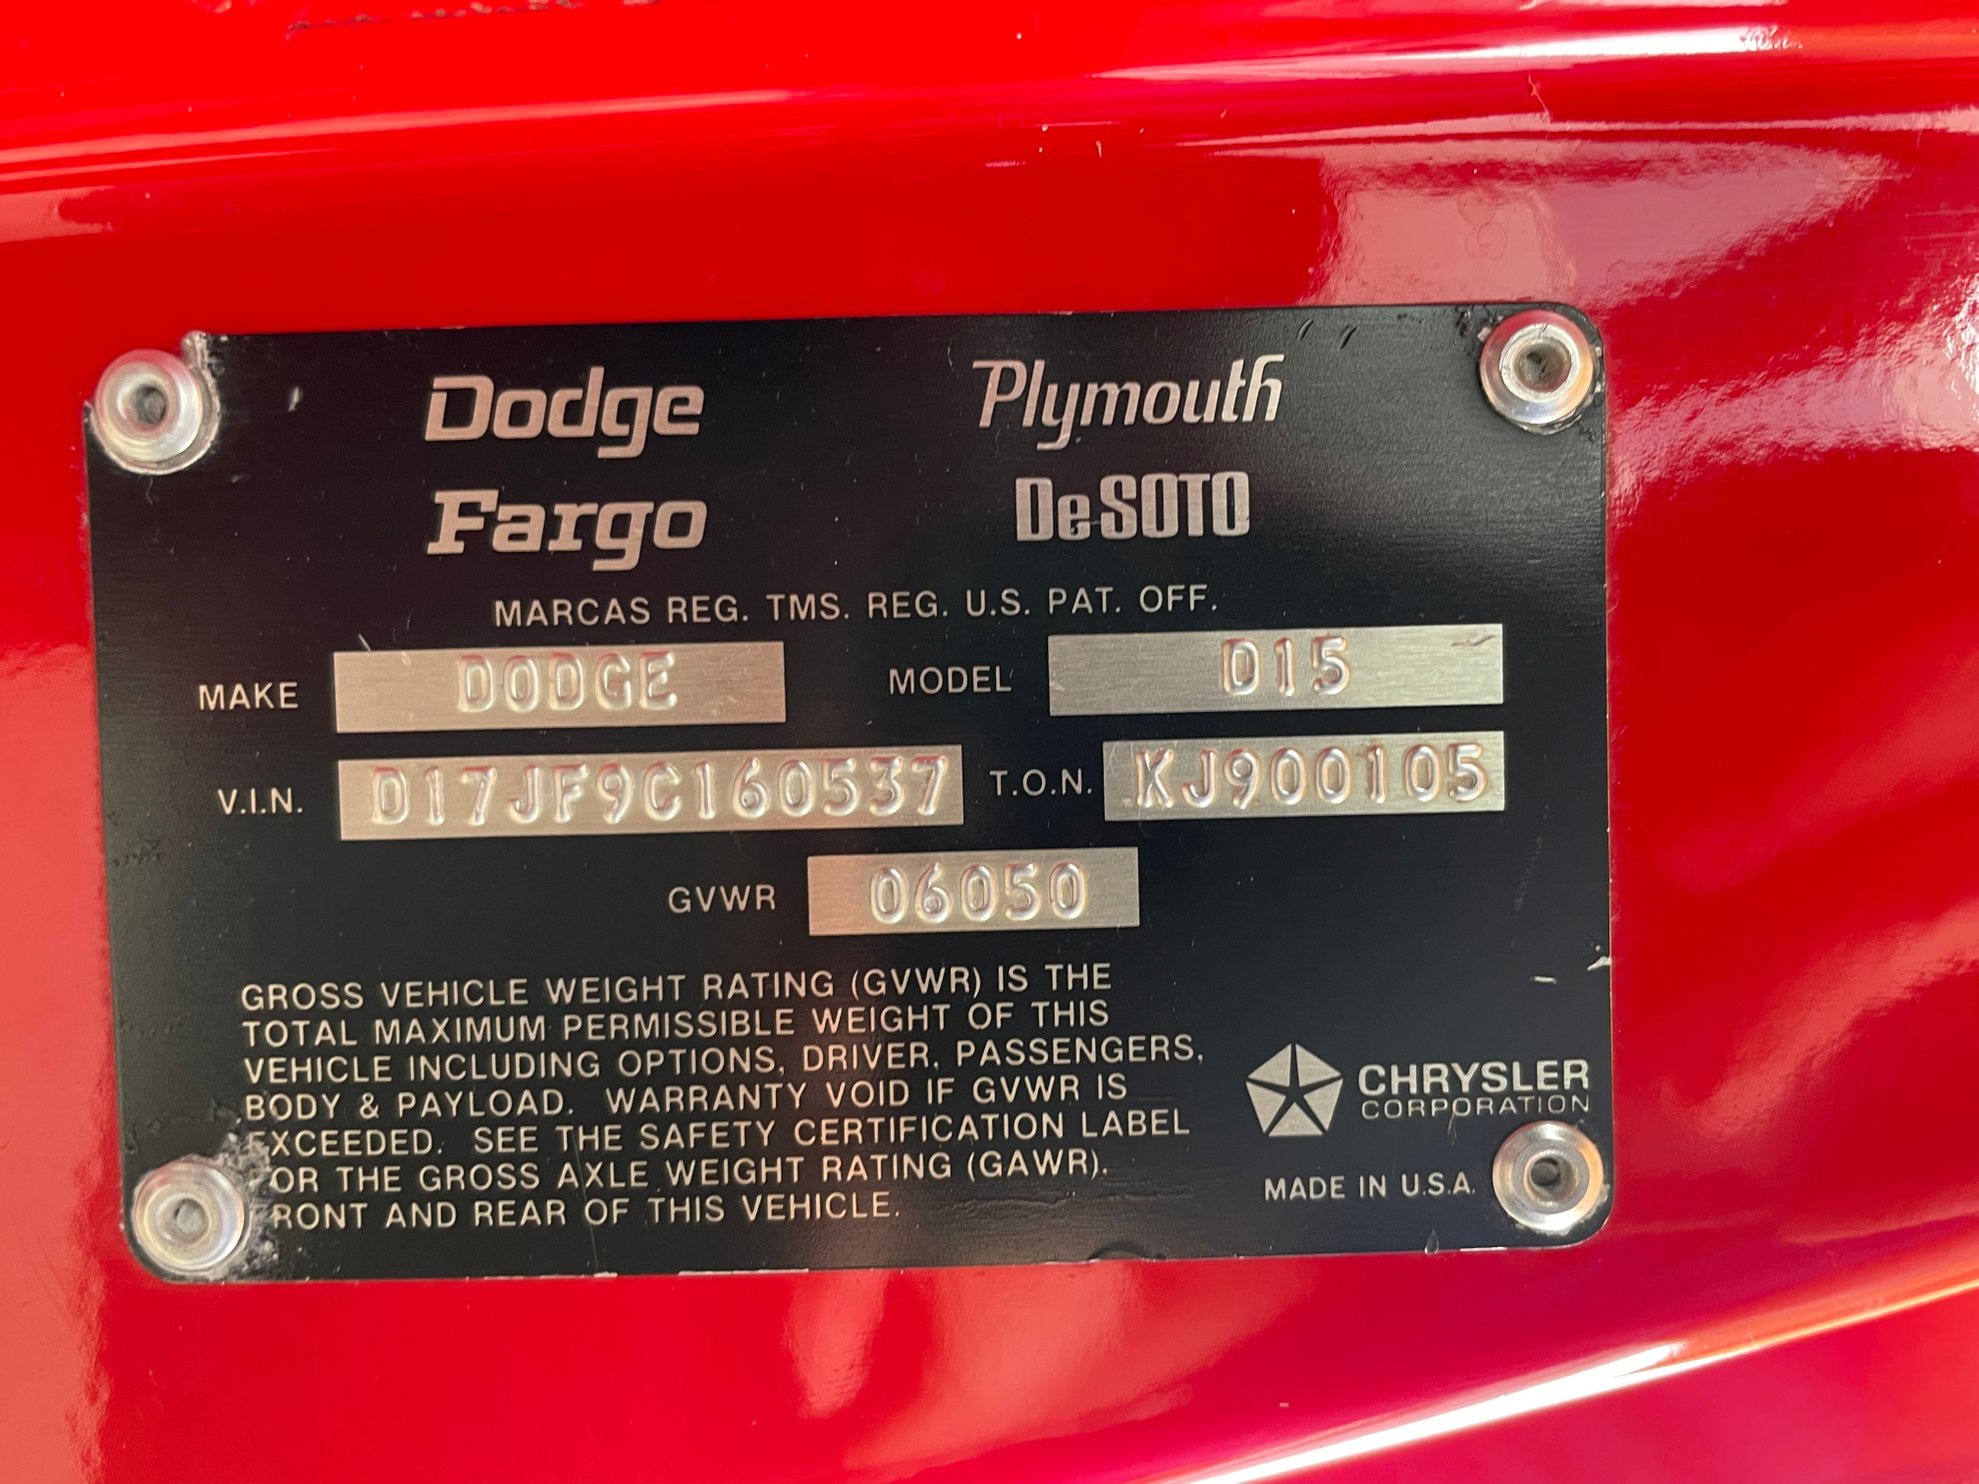 Dodge Plymouth
Fargo DeSOTO
MARCAS REG. TMS. REG. U.S. PAT. OFF.
MAKE DODGE MODEL D15
V.I.N. D17JF9C160537 T.O.N. KJ900105
GVWR 06050
GROSS VEHICLE WEIGHT RATING (GVWR) IS THE
TOTAL MAXIMUM PERMISSIBLE WEIGHT OF THIS
VEHICLE INCLUDING OPTIONS, DRIVER, PASSENGERS,
BODY & PAYLOAD. WARRANTY VOID IF GVWR IS
EXCEEDED. SEE THE SAFETY CERTIFICATION LABEL
FOR THE GROSS AXLE WEIGHT RATING (GAWR).
FRONT AND REAR OF THIS VEHICLE.
CHRYSLER
CORPORATION
MADE IN U.S.A.